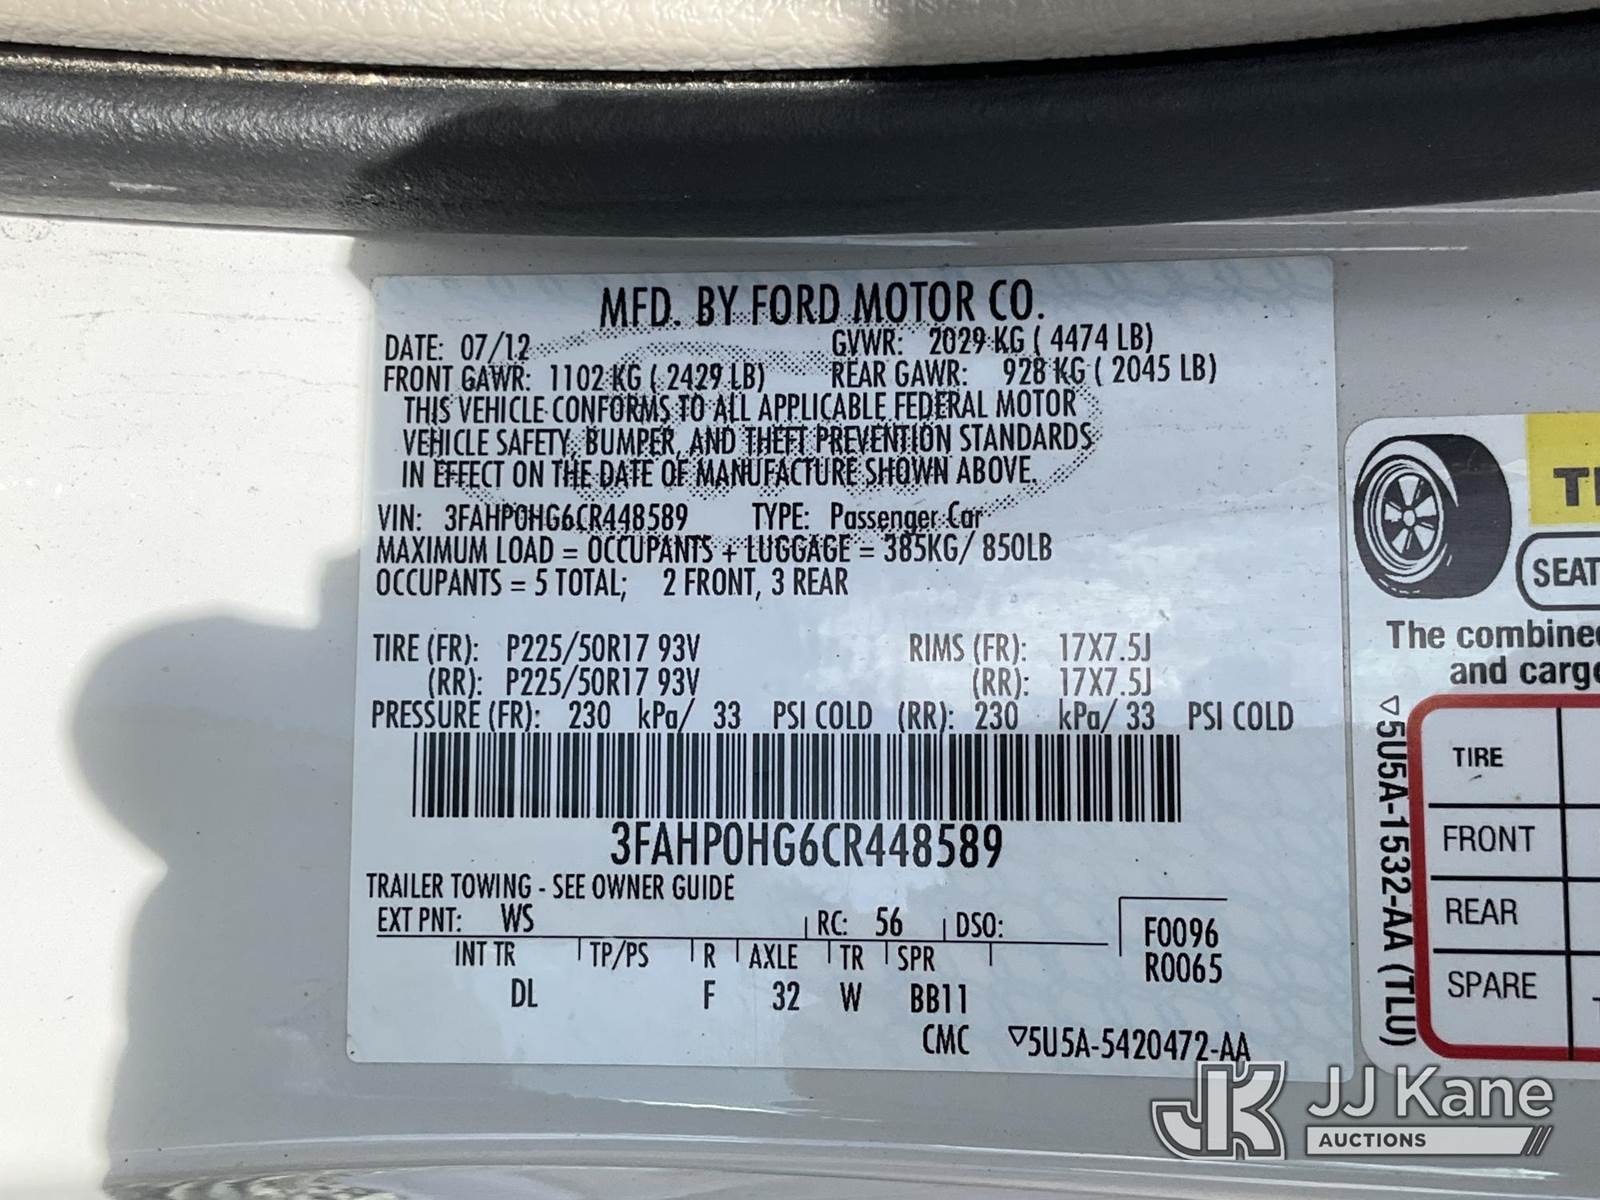 MFD. BY FORD MOTOR CO.
DATE: 07/12 GVWR: 2029 KG ( 4474 LB)
FRONT GAWR: 1102 KG ( 2429 LB) REAR GAWR: 928 KG ( 2045 LB)
THIS VEHICLE CONFORMS TO ALL APPLICABLE FEDERAL MOTOR
VEHICLE SAFETY, BUMPER, AND THEFT PREVENTION STANDARDS
IN EFFECT ON THE DATE OF MANUFACTURE SHOWN ABOVE.
VIN: 3FAHP0HG6CR448589 TYPE: Passenger Car
MAXIMUM LOAD = OCCUPANTS + LUGGAGE = 385KG/ 850LB
OCCUPANTS = 5 TOTAL; 2 FRONT, 3 REAR
TIRE (FR): P225/50R17 93V RIMS (FR): 17X7.5J
(RR): P225/50R17 93V (RR): 17X7.5J
PRESSURE (FR): 230 kPa/ 33 PSI COLD (RR): 230 kPa/ 33 PSI COLD
3FAHP0HG6CR448589
TRAILER TOWING - SEE OWNER GUIDE
EXT PNT: WS RC: 56 DSO:
INT TR TP/PS R AXLE TR SPR
DL F 32 W BB11
F0096
R0065
CMC ▽5U5A-5420472-AA
SEAT
The combined
and cargo
▽5U5A-1532-AA (TLU)
TIRE
FRONT
REAR
SPARE
JK JJ Kane
AUCTIONS